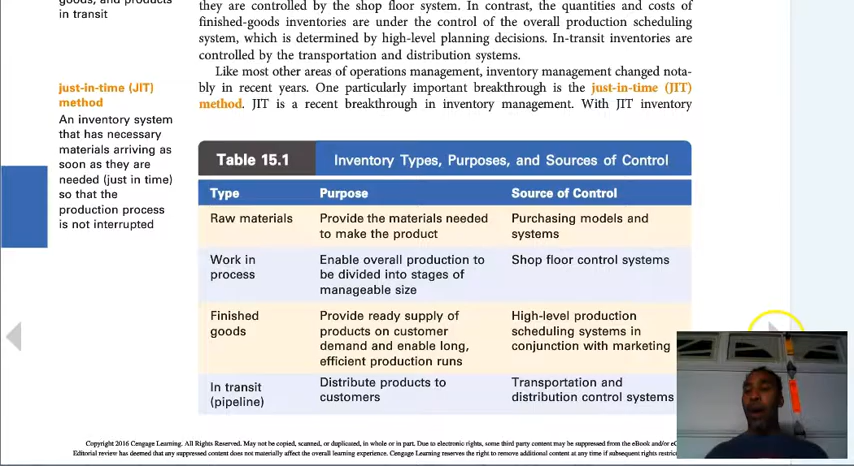 goods, and products
in transit
they are controlled by the shop floor system. In contrast, the quantities and costs of
finished-goods inventories are under the control of the overall production scheduling
system, which is determined by high-level planning decisions. In-transit inventories are
controlled by the transportation and distribution systems.
Like most other areas of operations management, inventory management changed nota-
bly in recent years. One particularly important breakthrough is the just-in-time (JIT)
method. JIT is a recent breakthrough in inventory management. With JIT inventory
just-in-time (JIT)
method
An inventory system
that has necessary
materials arriving as
soon as they are
needed (just in time)
so that the
production process
is not interrupted
Table 15.1 Inventory Types, Purposes, and Sources of Control
Type Purpose Source of Control
Raw materials Provide the materials needed Purchasing models and
to make the product systems
Work in Enable overall production to Shop floor control systems
process be divided into stages of
manageable size
Finished Provide ready supply of High-level production
goods products on customer scheduling systems in
demand and enable long, conjunction with marketing
efficient production runs
In transit Distribute products to Transportation and
(pipeline) customers distribution control systems
Copyright 2016 Cengage Learning. All Rights Reserved. May not be copied, scanned, or duplicated, in whole or in part. Due to electronic rights, some third party content may be suppressed from the eBook and/or
Editorial review has deemed that any suppressed content does not materially affect the overall learning experience. Cengage Learning reserves the right to remove additional content at any time if subsequent rights